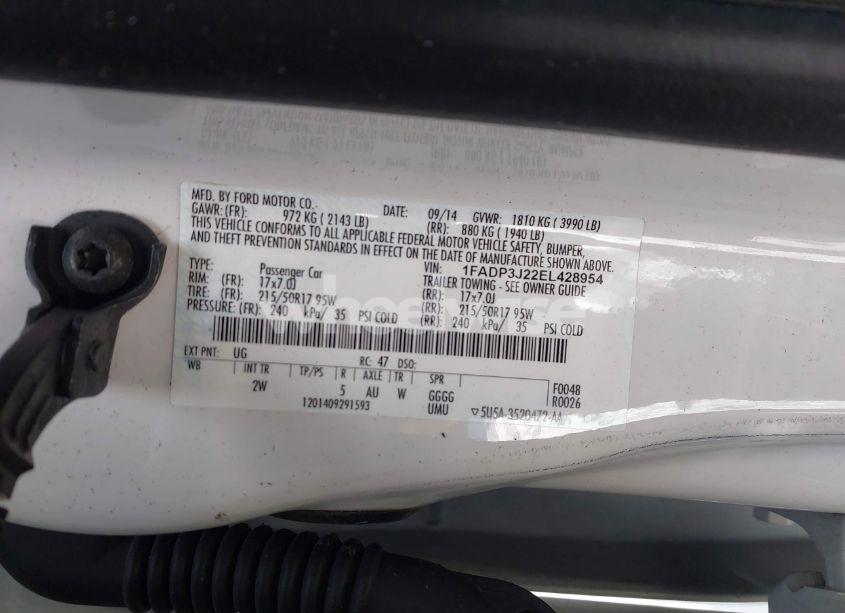 MFD. BY FORD MOTOR CO.
DATE: 09/14 GVWR: 1810 KG ( 3990 LB)
GAWR: (FR): 972 KG ( 2143 LB) (RR): 880 KG ( 1940 LB)
THIS VEHICLE CONFORMS TO ALL APPLICABLE FEDERAL MOTOR VEHICLE SAFETY, BUMPER,
AND THEFT PREVENTION STANDARDS IN EFFECT ON THE DATE OF MANUFACTURE SHOWN ABOVE.
VIN: 1FADP3J22EL428954
TYPE: Passenger Car TRAILER TOWING - SEE OWNER GUIDE
RIM: (FR): 17x7.0J (RR): 17x7.0J
TIRE: (FR): 215/50R17 95W (RR): 215/50R17 95W
PRESSURE: (FR): 240 kPa/ 35 PSI COLD (RR): 240 kPa/ 35 PSI COLD
EXT PNT: UG RC: 47 DSO:
WB INT TR TP/PS R AXLE TR SPR F0048
2W 5 AU W GGGG R0026
1201409291593 UMU ▽5U5A-3520472-AA